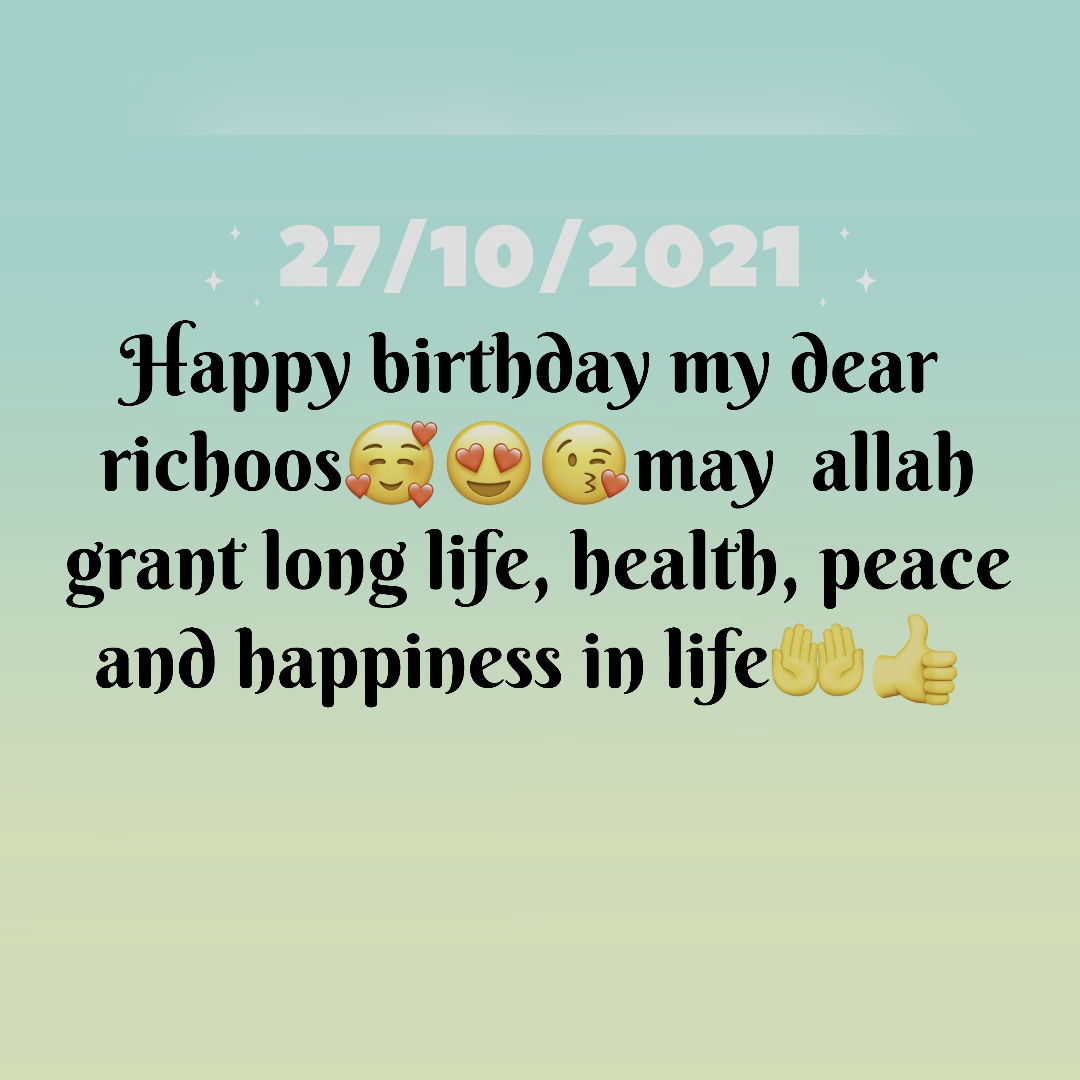 27/10/2021
Happy birthday my dear
richoos🥰😍😘may  allah
grant long life, health, peace
and happiness in life🤲👍